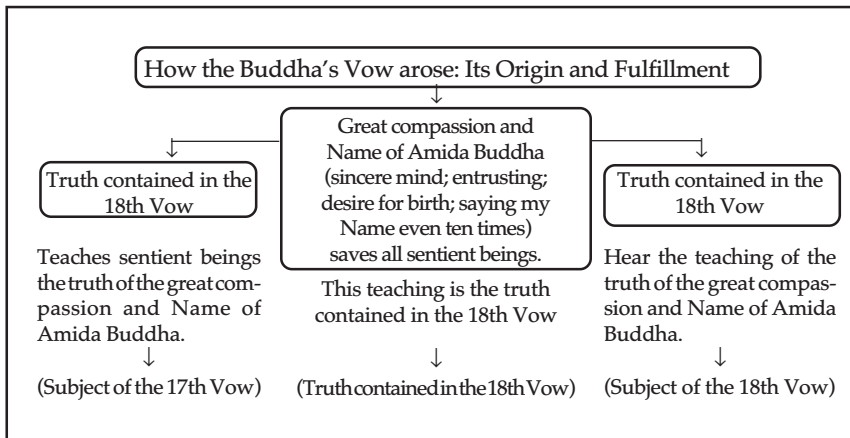 How the Buddha's Vow arose: Its Origin and Fulfillment
↓
Great compassion and
Name of Amida Buddha
(sincere mind; entrusting;
desire for birth; saying my
Name even ten times)
saves all sentient beings.
This teaching is the truth
contained in the 18th Vow
↓
(Truth contained in the 18th Vow)
↓
Truth contained in the
18th Vow
Teaches sentient beings
the truth of the great com-
passion and Name of
Amida Buddha.
↓
(Subject of the 17th Vow)
↓
Truth contained in the
18th Vow
Hear the teaching of the
truth of the great compas-
sion and Name of Amida
Buddha.
↓
(Subject of the 18th Vow)